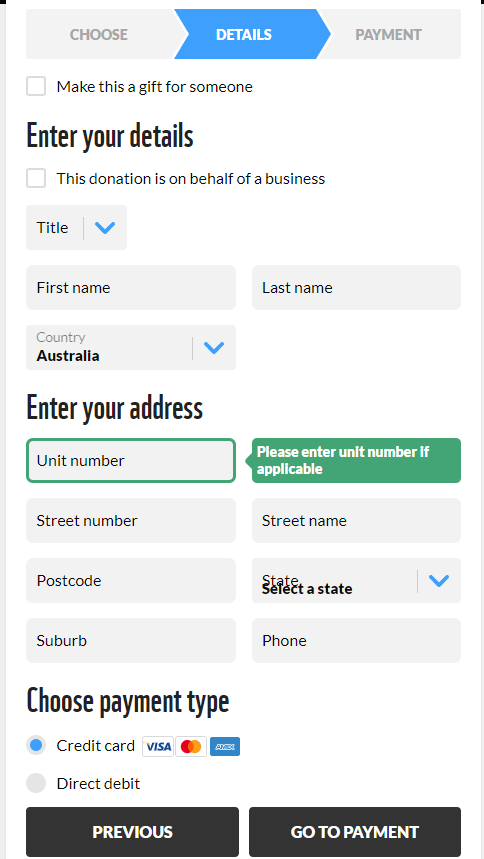 CHOOSE
DETAILS
PAYMENT
Make this a gift for someone
Enter your details
This donation is on behalf of a business
Title
First name
Last name
Country
Australia
Enter your address
Unit number
Please enter unit number if
applicable
Street number
Street name
Postcode
State
Select a state
Suburb
Phone
Choose payment type
Credit card
VISA
AMEX
Direct debit
PREVIOUS
GO TO PAYMENT